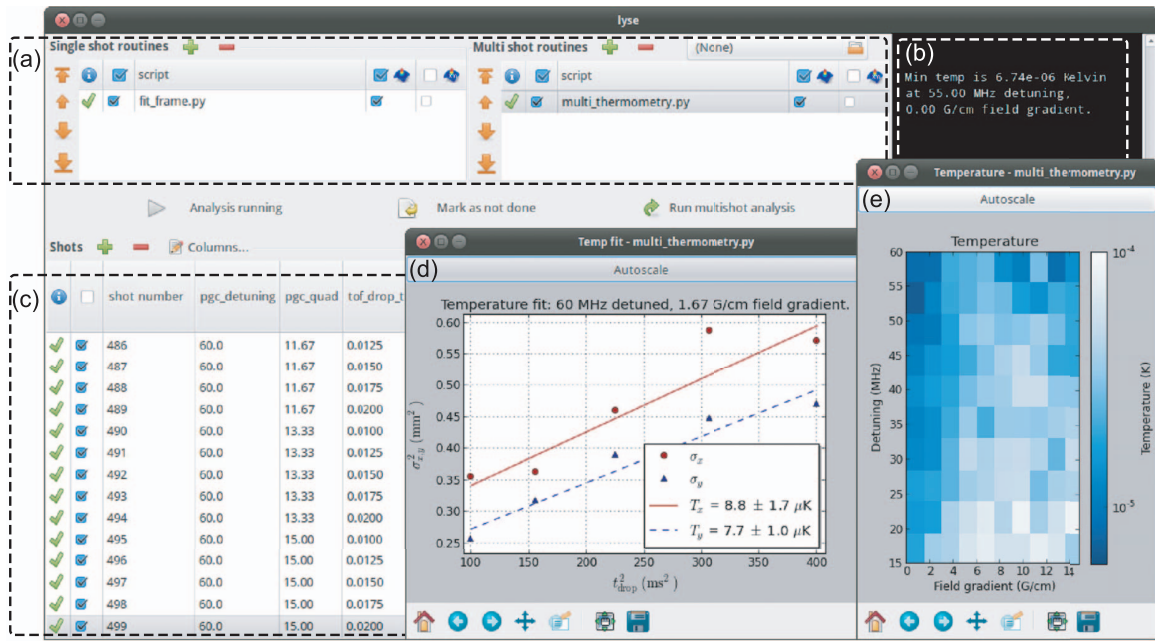 lyse
(a)
Single shot routines
script
fit_frame.py
Multi shot routines
(None)
script
multi_thermometry.py
(b)
Min temp is 6.74e-06 Kelvin
at 55.00 MHz detuning,
0.00 G/cm field gradient.
Analysis running
Mark as not done
Run multishot analysis
Shots
Columns...
(c)
shot number pgc_detuning pgc_quad tof_drop_t
486 60.0 11.67 0.0125
487 60.0 11.67 0.0150
488 60.0 11.67 0.0175
489 60.0 11.67 0.0200
490 60.0 13.33 0.0100
491 60.0 13.33 0.0125
492 60.0 13.33 0.0150
493 60.0 13.33 0.0175
494 60.0 13.33 0.0200
495 60.0 15.00 0.0100
496 60.0 15.00 0.0125
497 60.0 15.00 0.0150
498 60.0 15.00 0.0175
499 60.0 15.00 0.0200
Temp fit - multi_thermometry.py
(d)
Autoscale
Temperature fit: 60 MHz detuned, 1.67 G/cm field gradient.
0.60
0.55
0.50
0.45
0.40
0.35
0.30
0.25
σ²x,y (mm²)
σx
σy
Tx = 8.8 ± 1.7 μK
Ty = 7.7 ± 1.0 μK
100 150 200 250 300 350 400
t²drop (ms²)
Temperature - multi_thermometry.py
(e)
Autoscale
Temperature
60
55
50
45
40
35
30
25
20
15
Detuning (MHz)
0 2 4 6 8 10 12 14
Field gradient (G/cm)
10⁻⁴
10⁻⁵
Temperature (K)